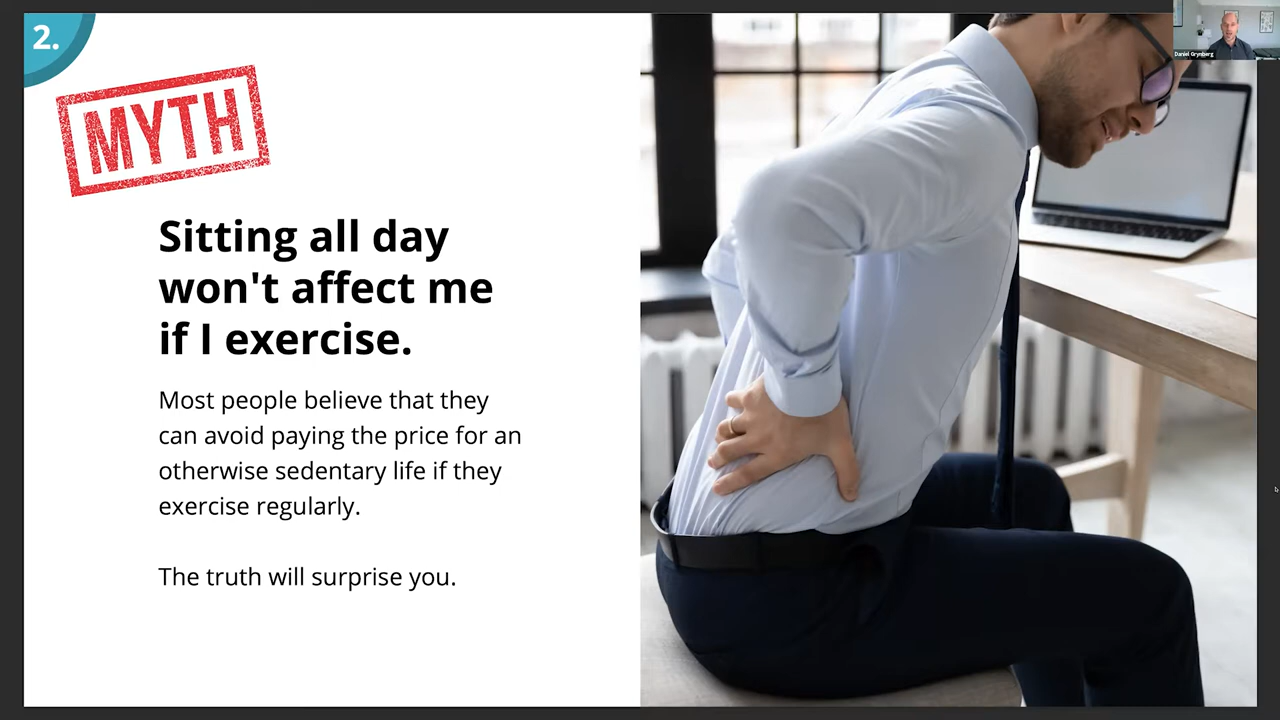 2.
MYTH
Sitting all day
won't affect me
if I exercise.
Most people believe that they
can avoid paying the price for an
otherwise sedentary life if they
exercise regularly.
The truth will surprise you.
Daniel Grynberg